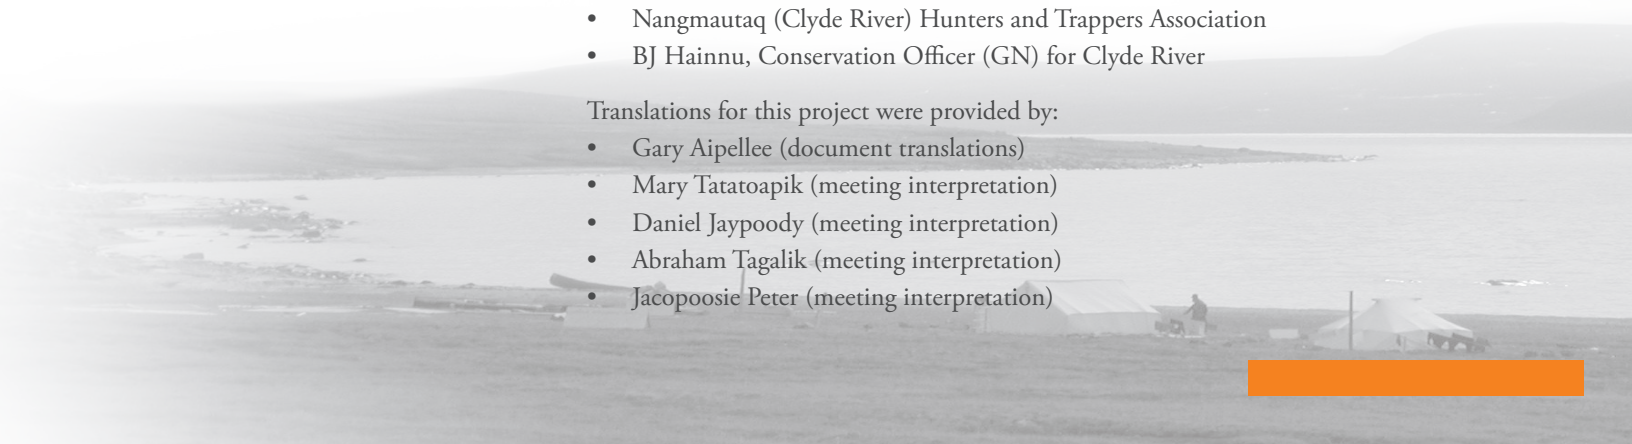 • Nangmautaq (Clyde River) Hunters and Trappers Association
• BJ Hainnu, Conservation Officer (GN) for Clyde River
Translations for this project were provided by:
• Gary Aipellee (document translations)
• Mary Tatatoapik (meeting interpretation)
• Daniel Jaypoody (meeting interpretation)
• Abraham Tagalik (meeting interpretation)
• Jacopoosie Peter (meeting interpretation)